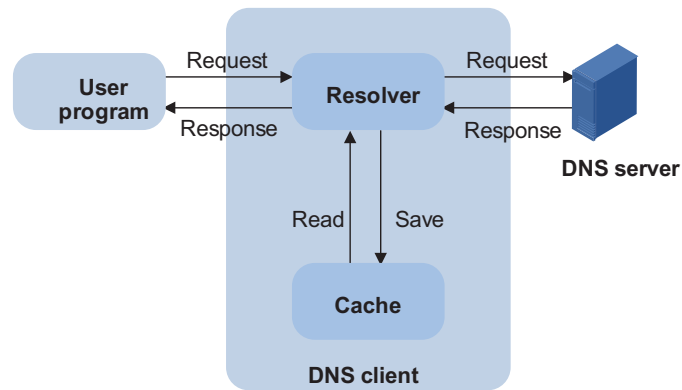 Request
Request
User
program
Resolver
Response
Response
DNS server
Read
Save
Cache
DNS client